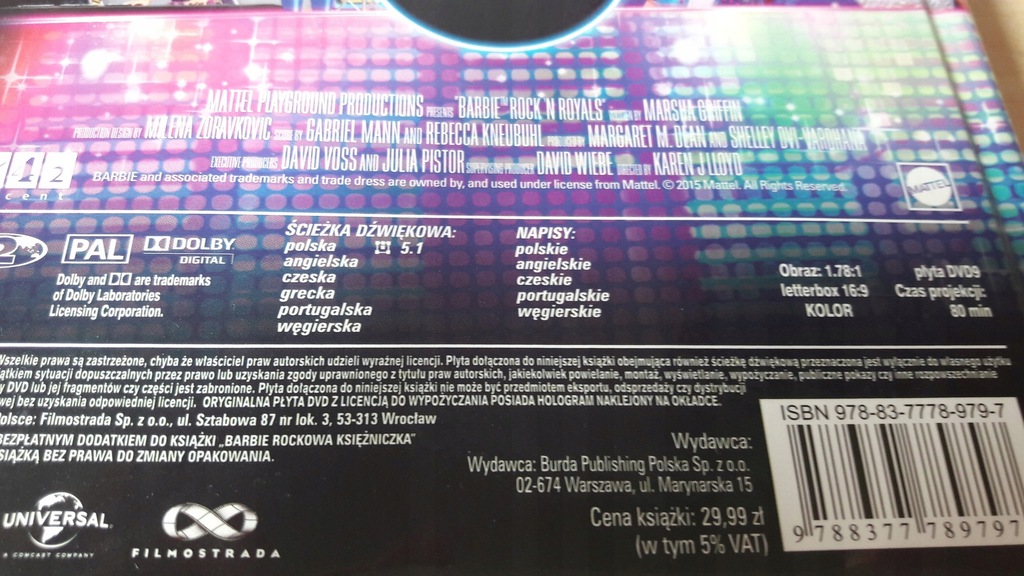 MATTEL PLAYGROUND PRODUCTIONS PRESENTS "BARBIE™ ROCK 'N ROYALS" WRITTEN BY MARSHA GRIFFIN
PRODUCTION DESIGN BY MILENA ZDRAVKOVIC SCORE BY GABRIEL MANN AND REBECCA KNEUBUHL PRODUCED BY MARGARET M. DEAN AND SHELLEY DVI-VARDHANA
EXECUTIVE PRODUCERS DAVID VOSS AND JULIA PISTOR SUPERVISING PRODUCER DAVID WIEBE DIRECTED BY KAREN J. LLOYD
BARBIE and associated trademarks and trade dress are owned by, and used under license from Mattel. © 2015 Mattel. All Rights Reserved.
MATTEL
2
cent
2
PAL
DOLBY
DIGITAL
Dolby and DD are trademarks
of Dolby Laboratories
Licensing Corporation.
ŚCIEŻKA DŹWIĘKOWA:
polska 5.1
angielska
czeska
grecka
portugalska
węgierska
NAPISY:
polskie
angielskie
czeskie
portugalskie
węgierskie
Obraz: 1.78:1
letterbox 16:9
KOLOR
płyta DVD9
Czas projekcji:
80 min
Wszelkie prawa są zastrzeżone, chyba że właściciel praw autorskich udzieli wyraźnej licencji. Płyta dołączona do niniejszej książki obejmująca również ścieżkę dźwiękową przeznaczona jest wyłącznie do własnego użytku
ątkiem sytuacji dopuszczalnych przez prawo lub uzyskania zgody uprawnionego z tytułu praw autorskich, jakiekolwiek powielanie, montaż, wyświetlanie, wypożyczanie, publiczne pokazy czy inne rozpowszechnianie
y DVD lub jej fragmentów czy części jest zabronione. Płyta dołączona do niniejszej książki nie może być przedmiotem eksportu, odsprzedaży czy dystrybucji
wej bez uzyskania odpowiedniej licencji. ORYGINALNA PŁYTA DVD Z LICENCJĄ DO WYPOŻYCZANIA POSIADA HOLOGRAM NAKLEJONY NA OKŁADCE.
olsce: Filmostrada Sp. z o.o., ul. Sztabowa 87 nr lok. 3, 53-313 Wrocław
BEZPŁATNYM DODATKIEM DO KSIĄŻKI „BARBIE ROCKOWA KSIĘŻNICZKA”
SIĄŻKĄ BEZ PRAWA DO ZMIANY OPAKOWANIA.
UNIVERSAL
A COMCAST COMPANY
FILMOSTRADA
Wydawca:
Wydawca: Burda Publishing Polska Sp. z o.o.
02-674 Warszawa, ul. Marynarska 15
Cena książki: 29,99 zł
(w tym 5% VAT)
ISBN 978-83-7778-979-7
9 788377 789797